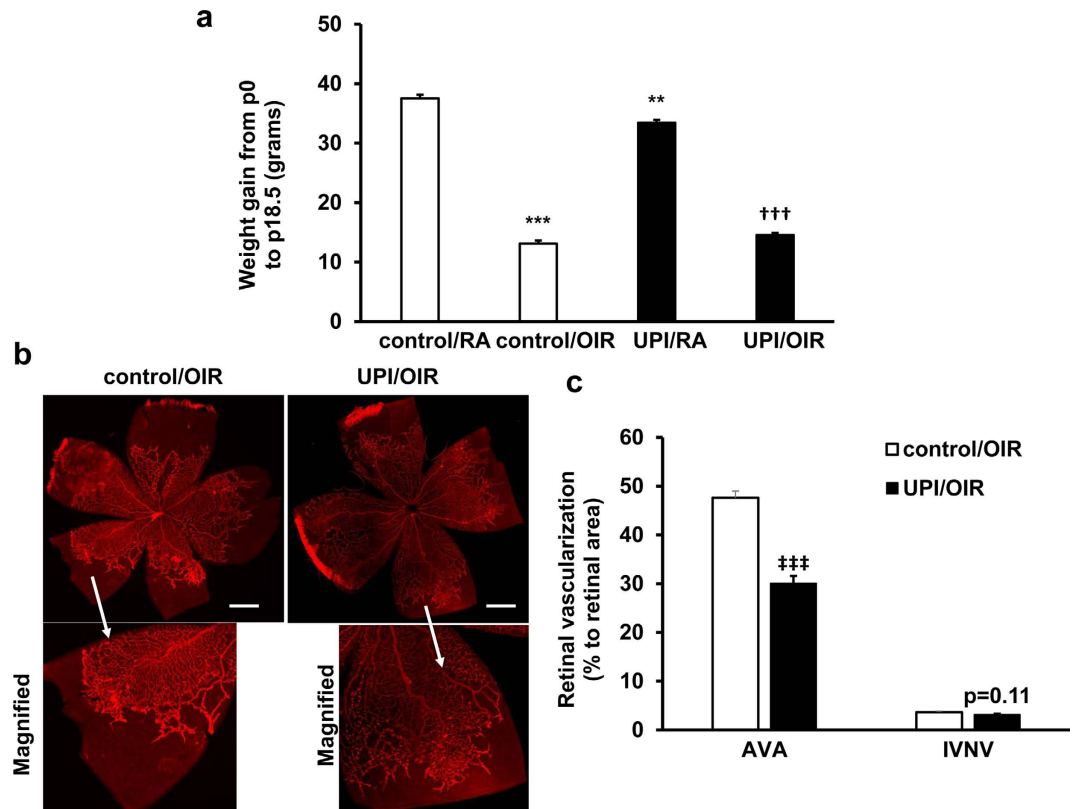 a
Weight gain from p0
to p18.5 (grams)
50
40
30
20
10
0
***
**
†††
control/RA control/OIR UPI/RA UPI/OIR
b
control/OIR
UPI/OIR
Magnified
Magnified
c
Retinal vascularization
(% to retinal area)
60
50
40
30
20
10
0
control/OIR
UPI/OIR
‡‡‡
p=0.11
AVA
IVNV